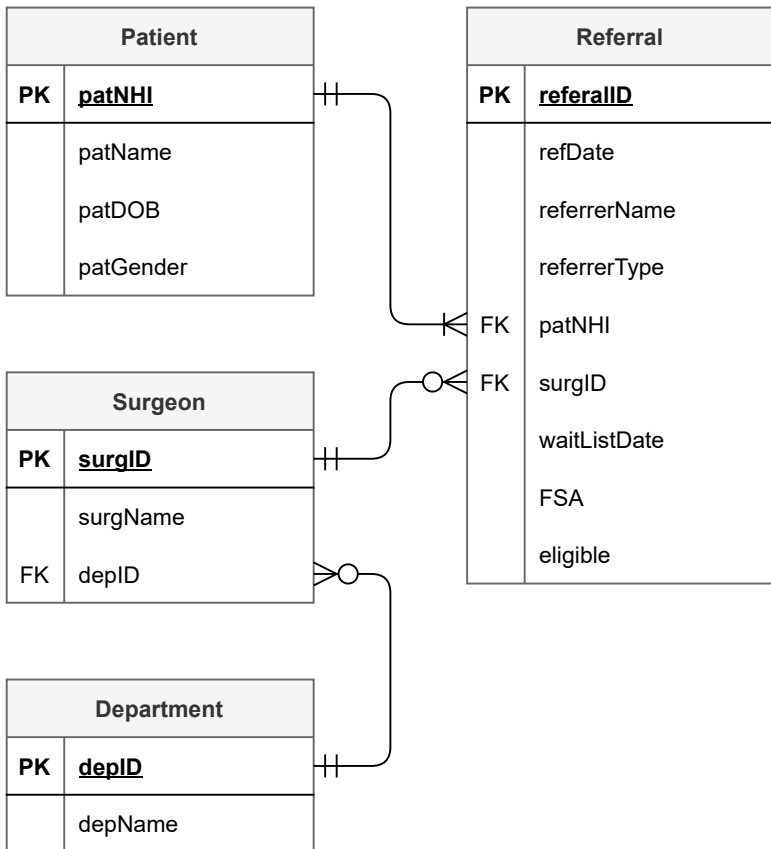 Patient
PK patNHI
patName
patDOB
patGender
Surgeon
PK surgID
surgName
FK depID
Department
PK depID
depName
Referral
PK referalID
refDate
referrerName
referrerType
FK patNHI
FK surgID
waitListDate
FSA
eligible